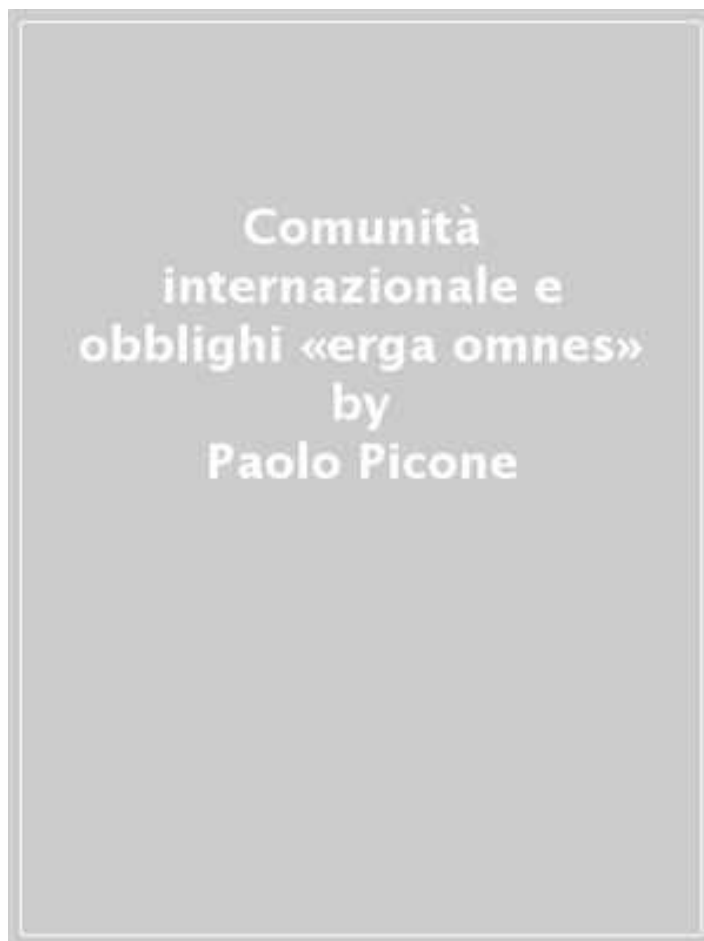 Comunità
internazionale e
obblighi «erga omnes»
by
Paolo Picone